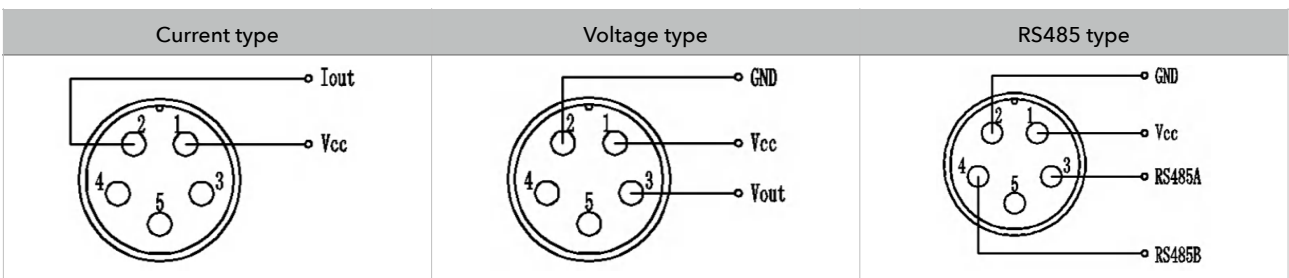 Current type
Voltage type
RS485 type
Iout
2 1
Vcc
4 3
5
GND
2 1
Vcc
4 3
Vout
5
GND
2 1
Vcc
4 3
RS485A
5
RS485B